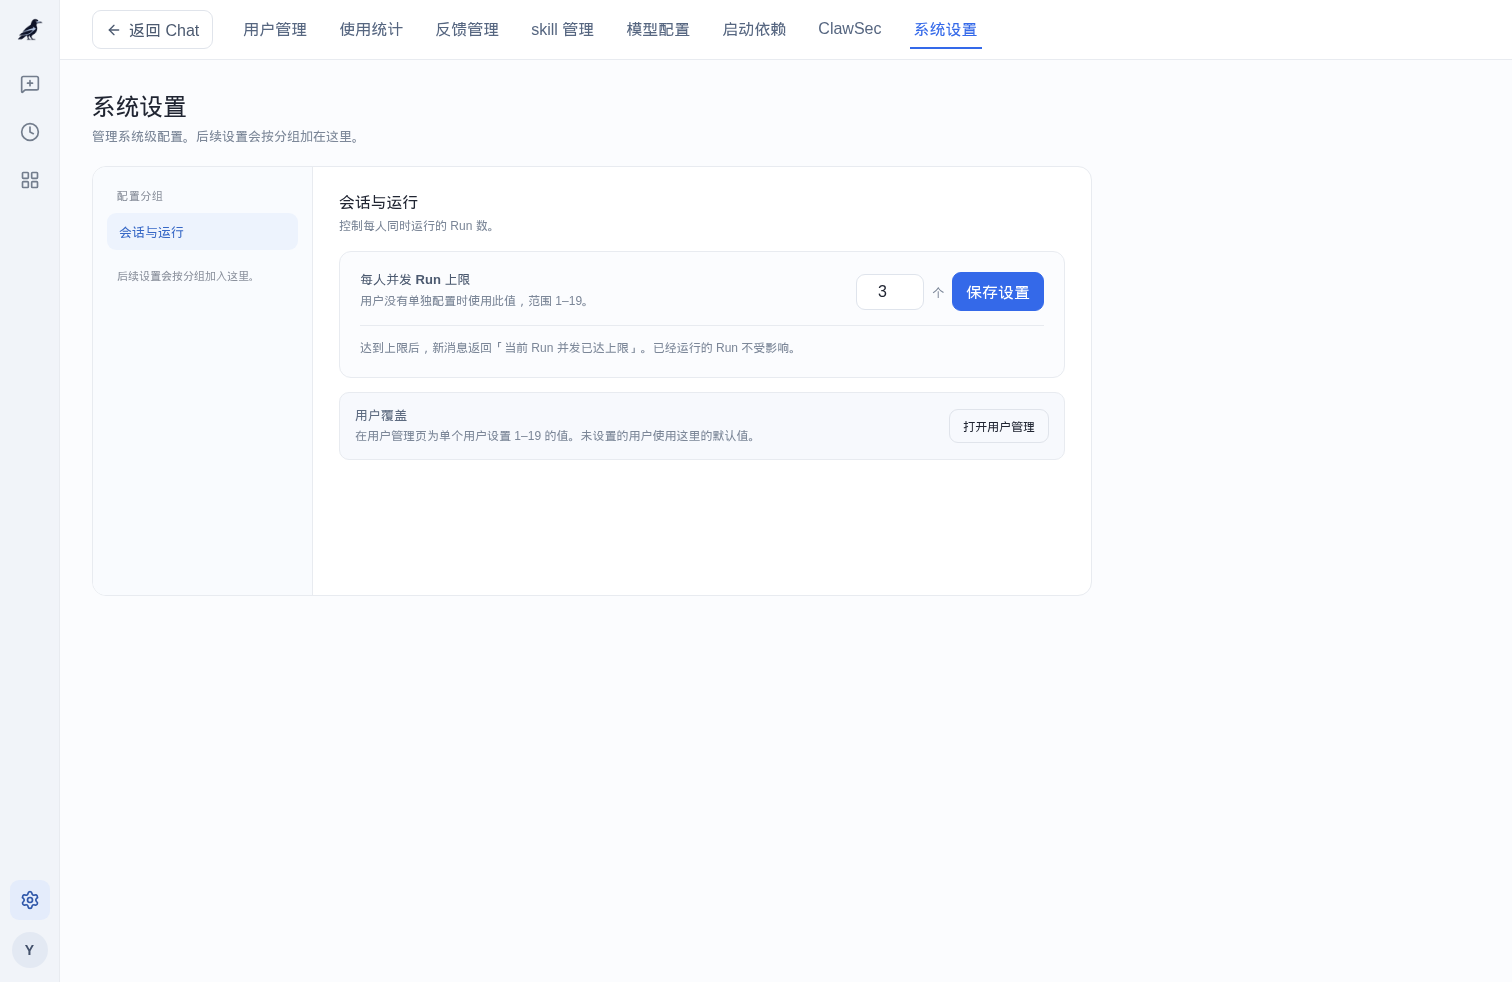 返回 Chat
用户管理
使用统计
反馈管理
skill 管理
模型配置
启动依赖
ClawSec
系统设置
系统设置
管理系统级配置。后续设置会按分组加在这里。
配置分组
会话与运行
后续设置会按分组加入这里。
会话与运行
控制每人同时运行的 Run 数。
每人并发 Run 上限
用户没有单独配置时使用此值，范围 1–19。
3
个
保存设置
达到上限后，新消息返回「当前 Run 并发已达上限」。已经运行的 Run 不受影响。
用户覆盖
在用户管理页为单个用户设置 1–19 的值。未设置的用户使用这里的默认值。
打开用户管理
Y